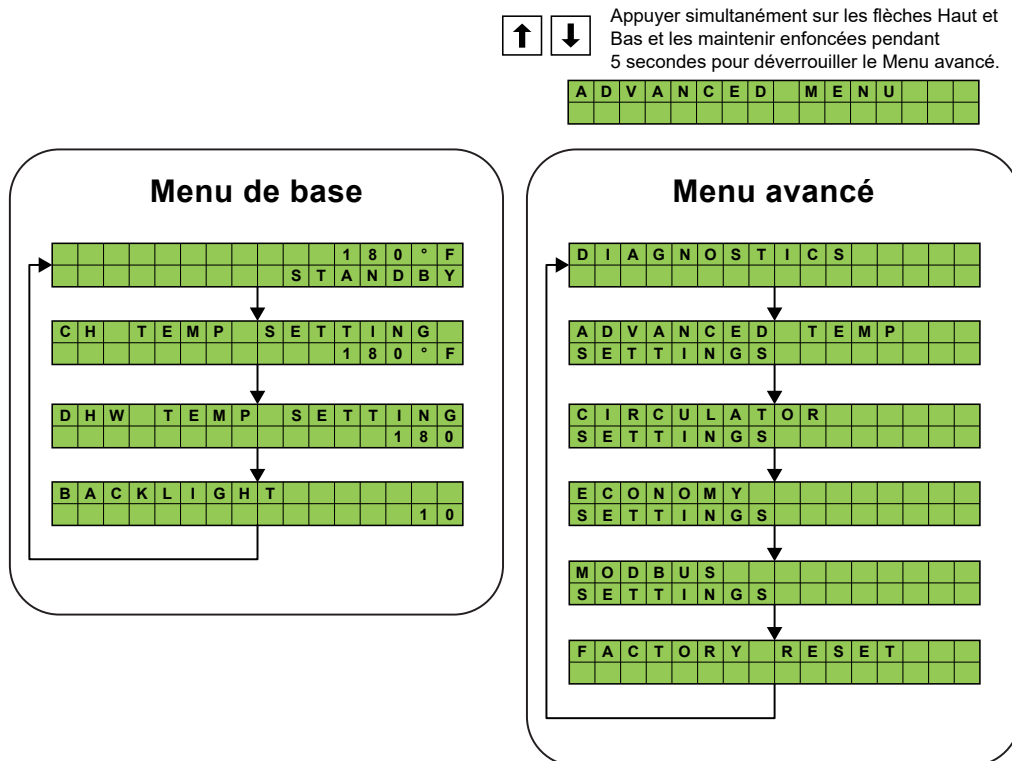 Appuyer simultanément sur les flèches Haut et
Bas et les maintenir enfoncées pendant
5 secondes pour déverrouiller le Menu avancé.
ADVANCED MENU
Menu de base
180°F
STANDBY
CH TEMP SETTING
180°F
DHW TEMP SETTING
180
BACKLIGHT
10
Menu avancé
DIAGNOSTICS
ADVANCED TEMP
SETTINGS
CIRCULATOR
SETTINGS
ECONOMY
SETTINGS
MODBUS
SETTINGS
FACTORY RESET